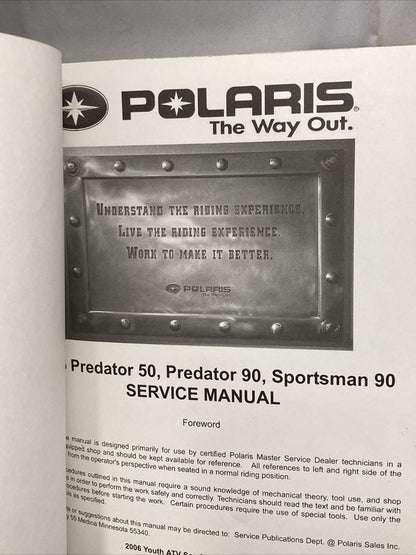 POLARIS®
The Way Out.
UNDERSTAND THE RIDING EXPERIENCE.
LIVE THE RIDING EXPERIENCE.
WORK TO MAKE IT BETTER.
POLARIS
The Way Out.
Predator 50, Predator 90, Sportsman 90
SERVICE MANUAL
Foreword
manual is designed primarily for use by certified Polaris Master Service Dealer technicians in a
quipped shop and should be kept available for reference. All references to left and right side of the
from the operator's perspective when seated in a normal riding position.
cedures outlined in this manual require a sound knowledge of mechanical theory, tool use, and shop
in order to perform the work safely and correctly. Technicians should read the text and be familiar with
cedures before starting the work. Certain procedures require the use of special tools. Use only the
as specified.
or suggestions about this manual may be directed to: Service Publications Dept. @ Polaris Sales Inc.
55 Medina Minnesota 55340.
2006 Youth ATV